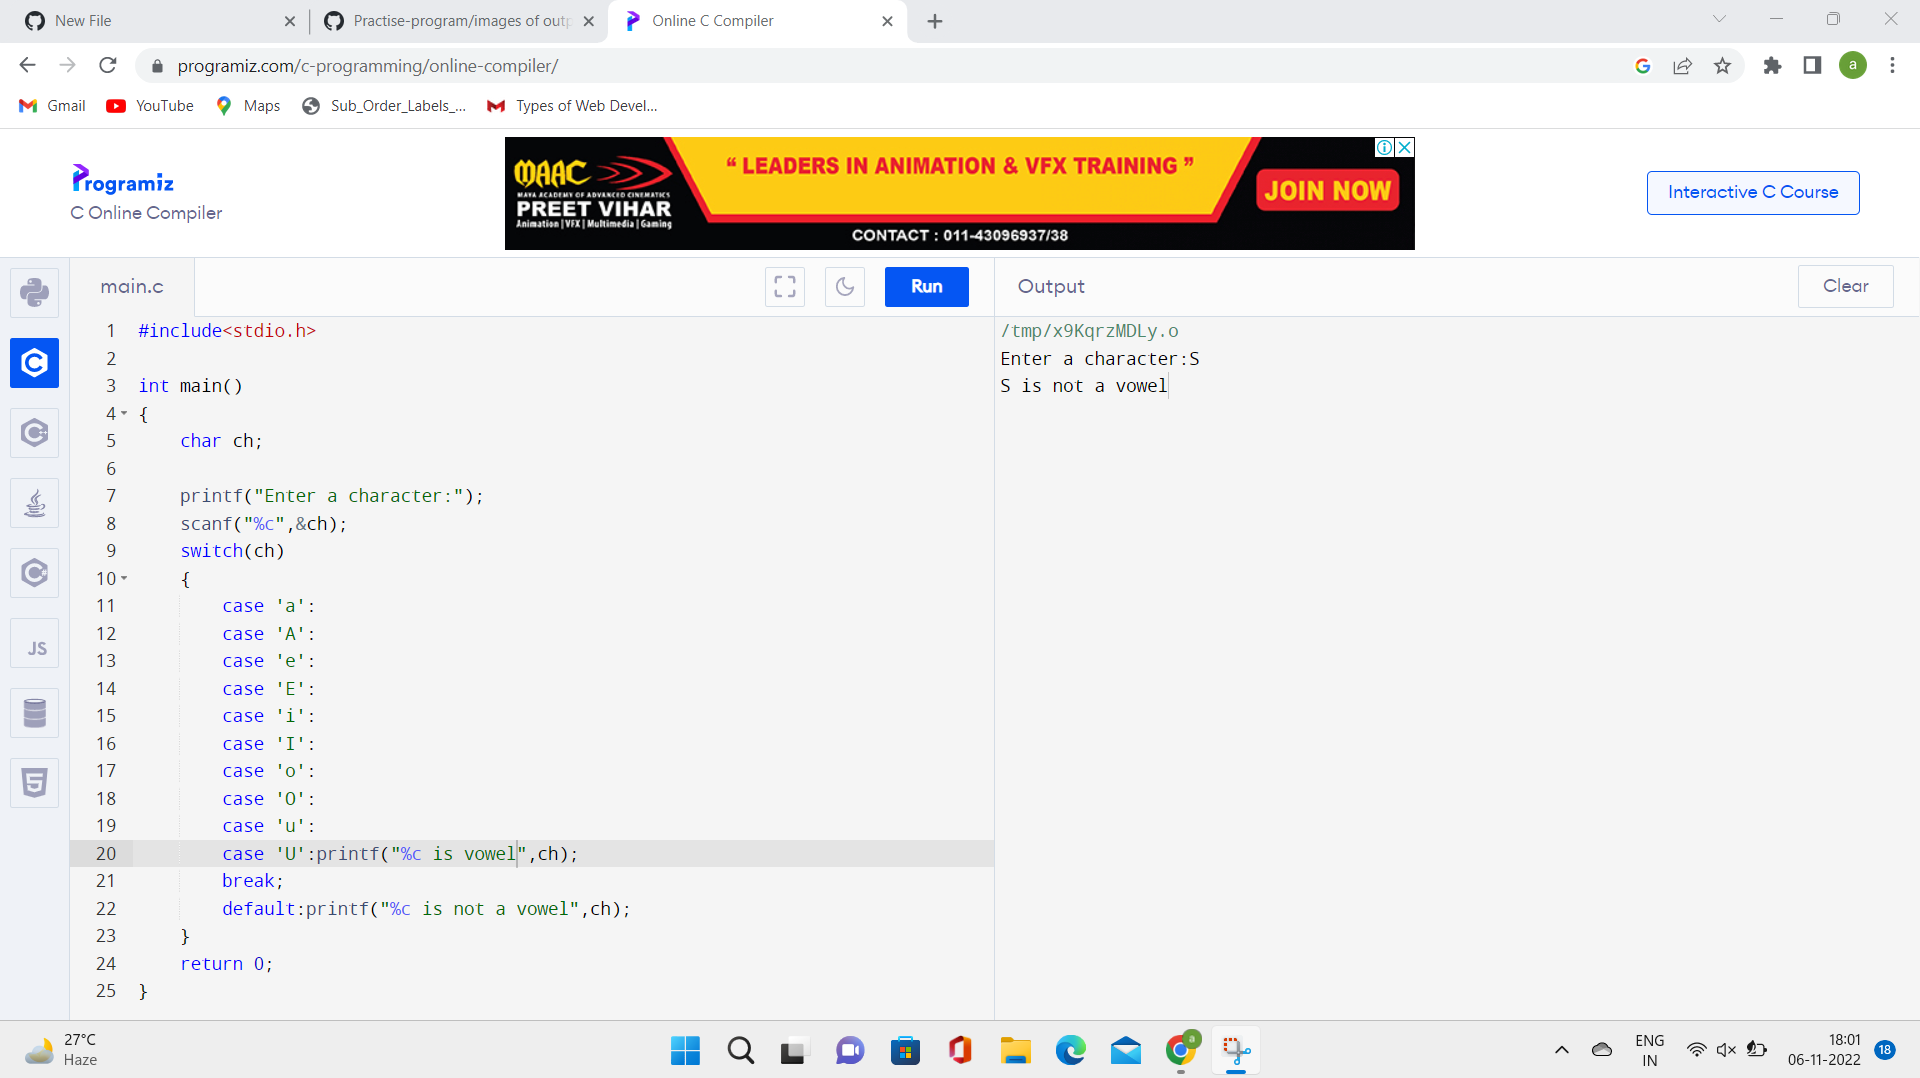 New File
Practise-program/images of outp
Online C Compiler
programiz.com/c-programming/online-compiler/
a
Gmail
YouTube
Maps
Sub_Order_Labels_...
Types of Web Devel...
Programiz
C Online Compiler
MAAC
MAYA ACADEMY OF ADVANCED CINEMATICS
PREET VIHAR
Animation | VFX | Multimedia | Gaming
“ LEADERS IN ANIMATION & VFX TRAINING ”
JOIN NOW
CONTACT : 011-43096937/38
Interactive C Course
main.c
Run
Output
Clear
1 #include<stdio.h>
2
3 int main()
4 {
5 char ch;
6
7 printf("Enter a character:");
8 scanf("%c",&ch);
9 switch(ch)
10 {
11 case 'a':
12 case 'A':
13 case 'e':
14 case 'E':
15 case 'i':
16 case 'I':
17 case 'o':
18 case 'O':
19 case 'u':
20 case 'U':printf("%c is vowel",ch);
21 break;
22 default:printf("%c is not a vowel",ch);
23 }
24 return 0;
25 }
/tmp/x9KqrzMDLy.o
Enter a character:S
S is not a vowel
JS
27°C
Haze
a
ENG
IN
18:01
06-11-2022
18